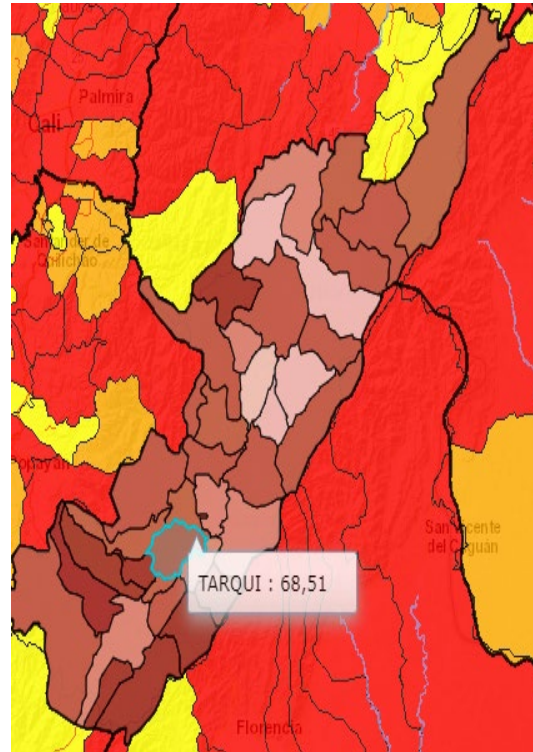 Palmira
Cali
Santander de
Quilichao
Popayán
San Vicente
del Caguán
TARQUI : 68,51
Florencia